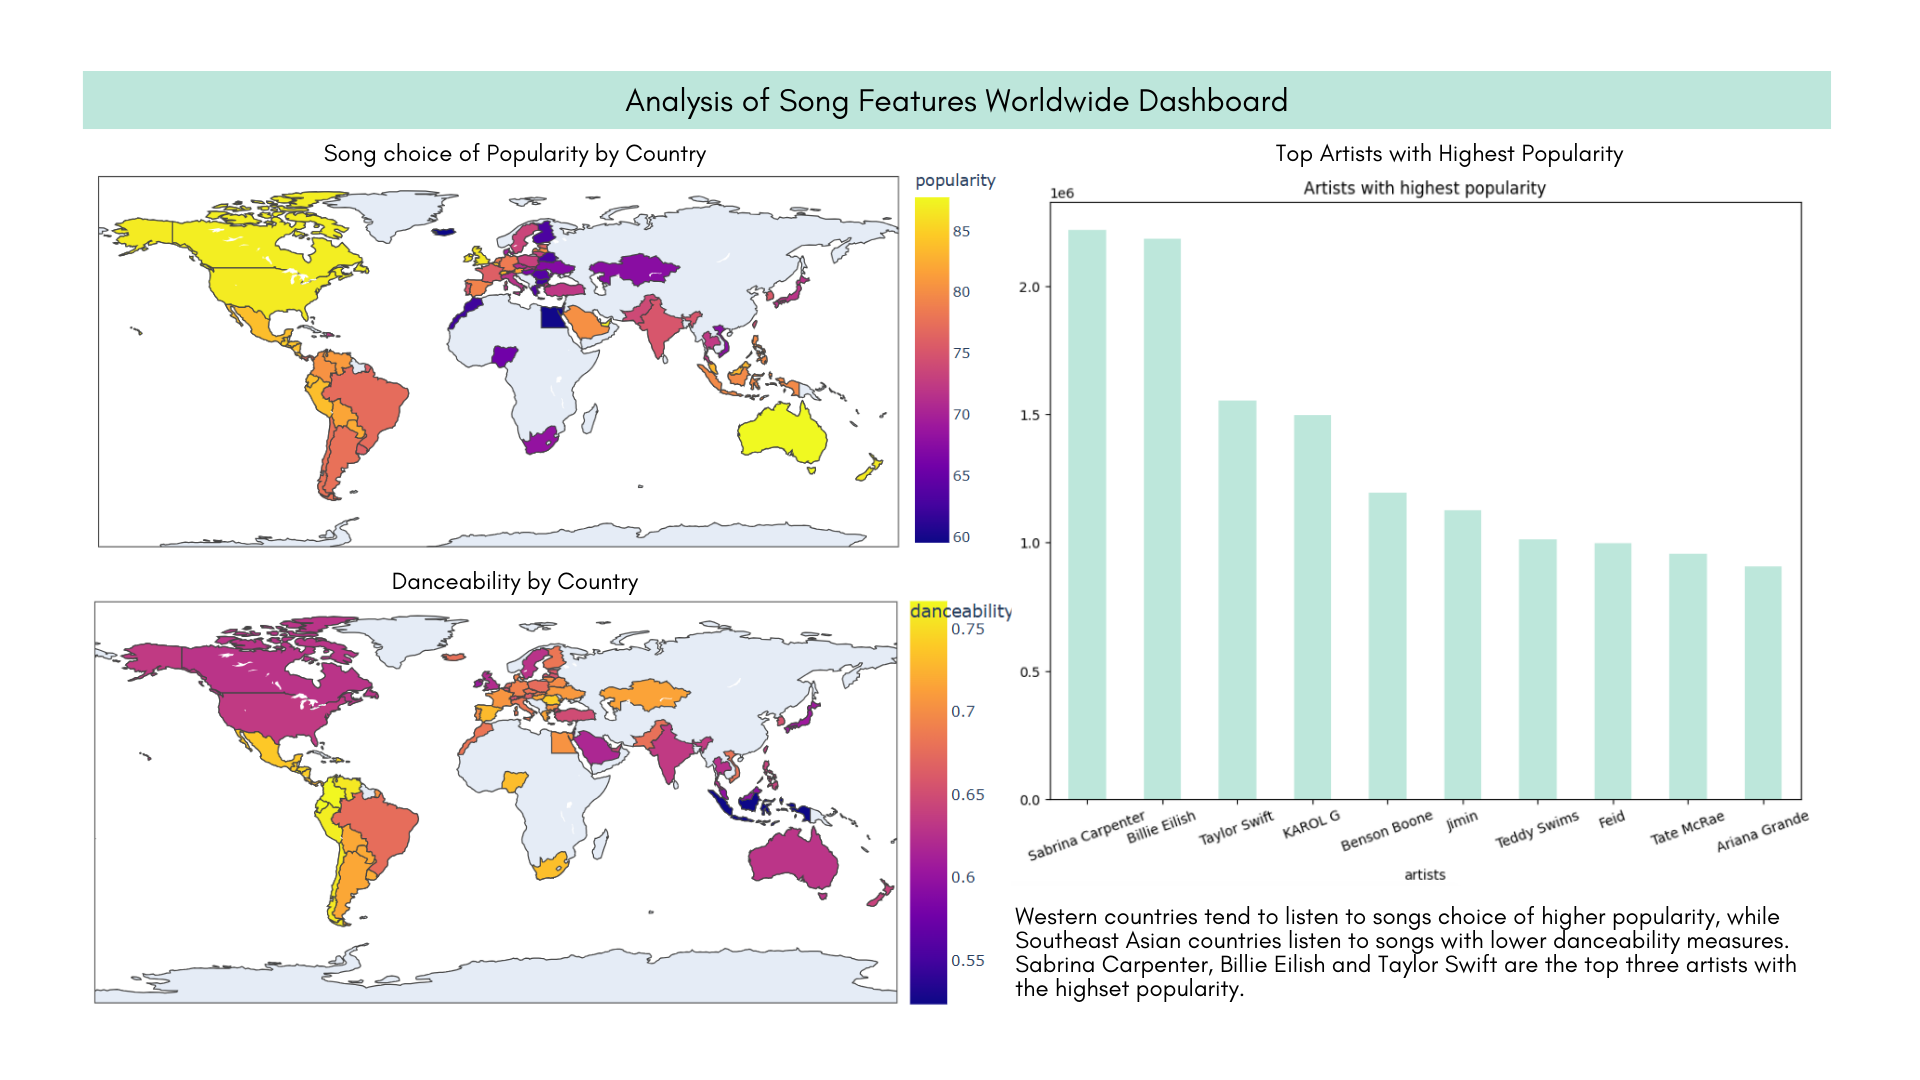 Analysis of Song Features Worldwide Dashboard
Song choice of Popularity by Country
popularity
85
80
75
70
65
60
Danceability by Country
danceability
0.75
0.7
0.65
0.6
0.55
Top Artists with Highest Popularity
Artists with highest popularity
1e6
2.0
1.5
1.0
0.5
0.0
Sabrina Carpenter
Billie Eilish
Taylor Swift
KAROL G
Benson Boone
Jimin
Teddy Swims
Feid
Tate McRae
Ariana Grande
artists
Western countries tend to listen to songs choice of higher popularity, while
Southeast Asian countries listen to songs with lower danceability measures.
Sabrina Carpenter, Billie Eilish and Taylor Swift are the top three artists with
the highset popularity.